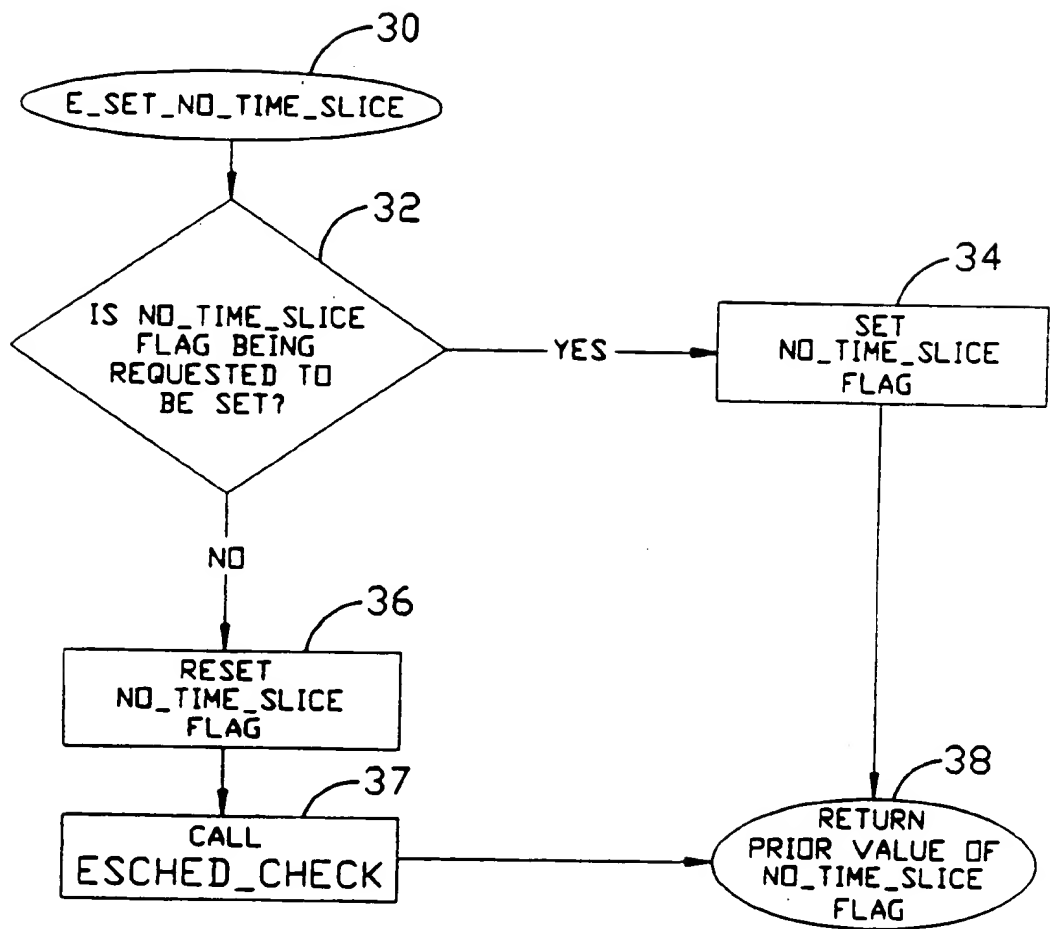 30
E_SET_NO_TIME_SLICE
32
IS NO_TIME_SLICE
FLAG BEING
REQUESTED TO
BE SET?
YES
34
SET
NO_TIME_SLICE
FLAG
NO
36
RESET
NO_TIME_SLICE
FLAG
37
CALL
ESCHED_CHECK
38
RETURN
PRIOR VALUE OF
NO_TIME_SLICE
FLAG